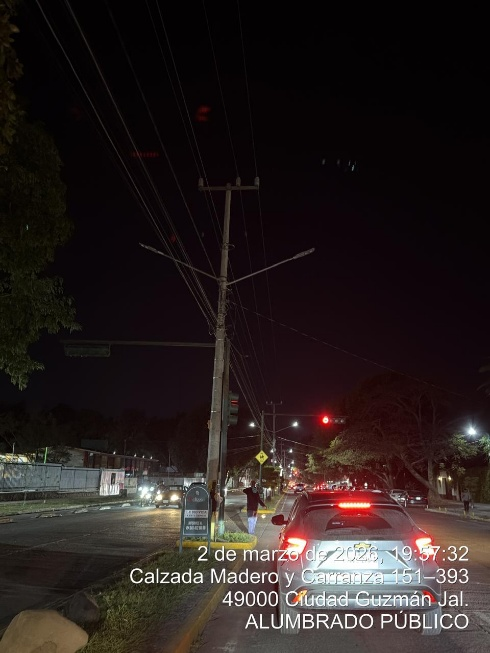 2 de marzo de 2026, 19:57:32
Calzada Madero y Carranza 151–393
49000 Ciudad Guzmán Jal.
ALUMBRADO PÚBLICO